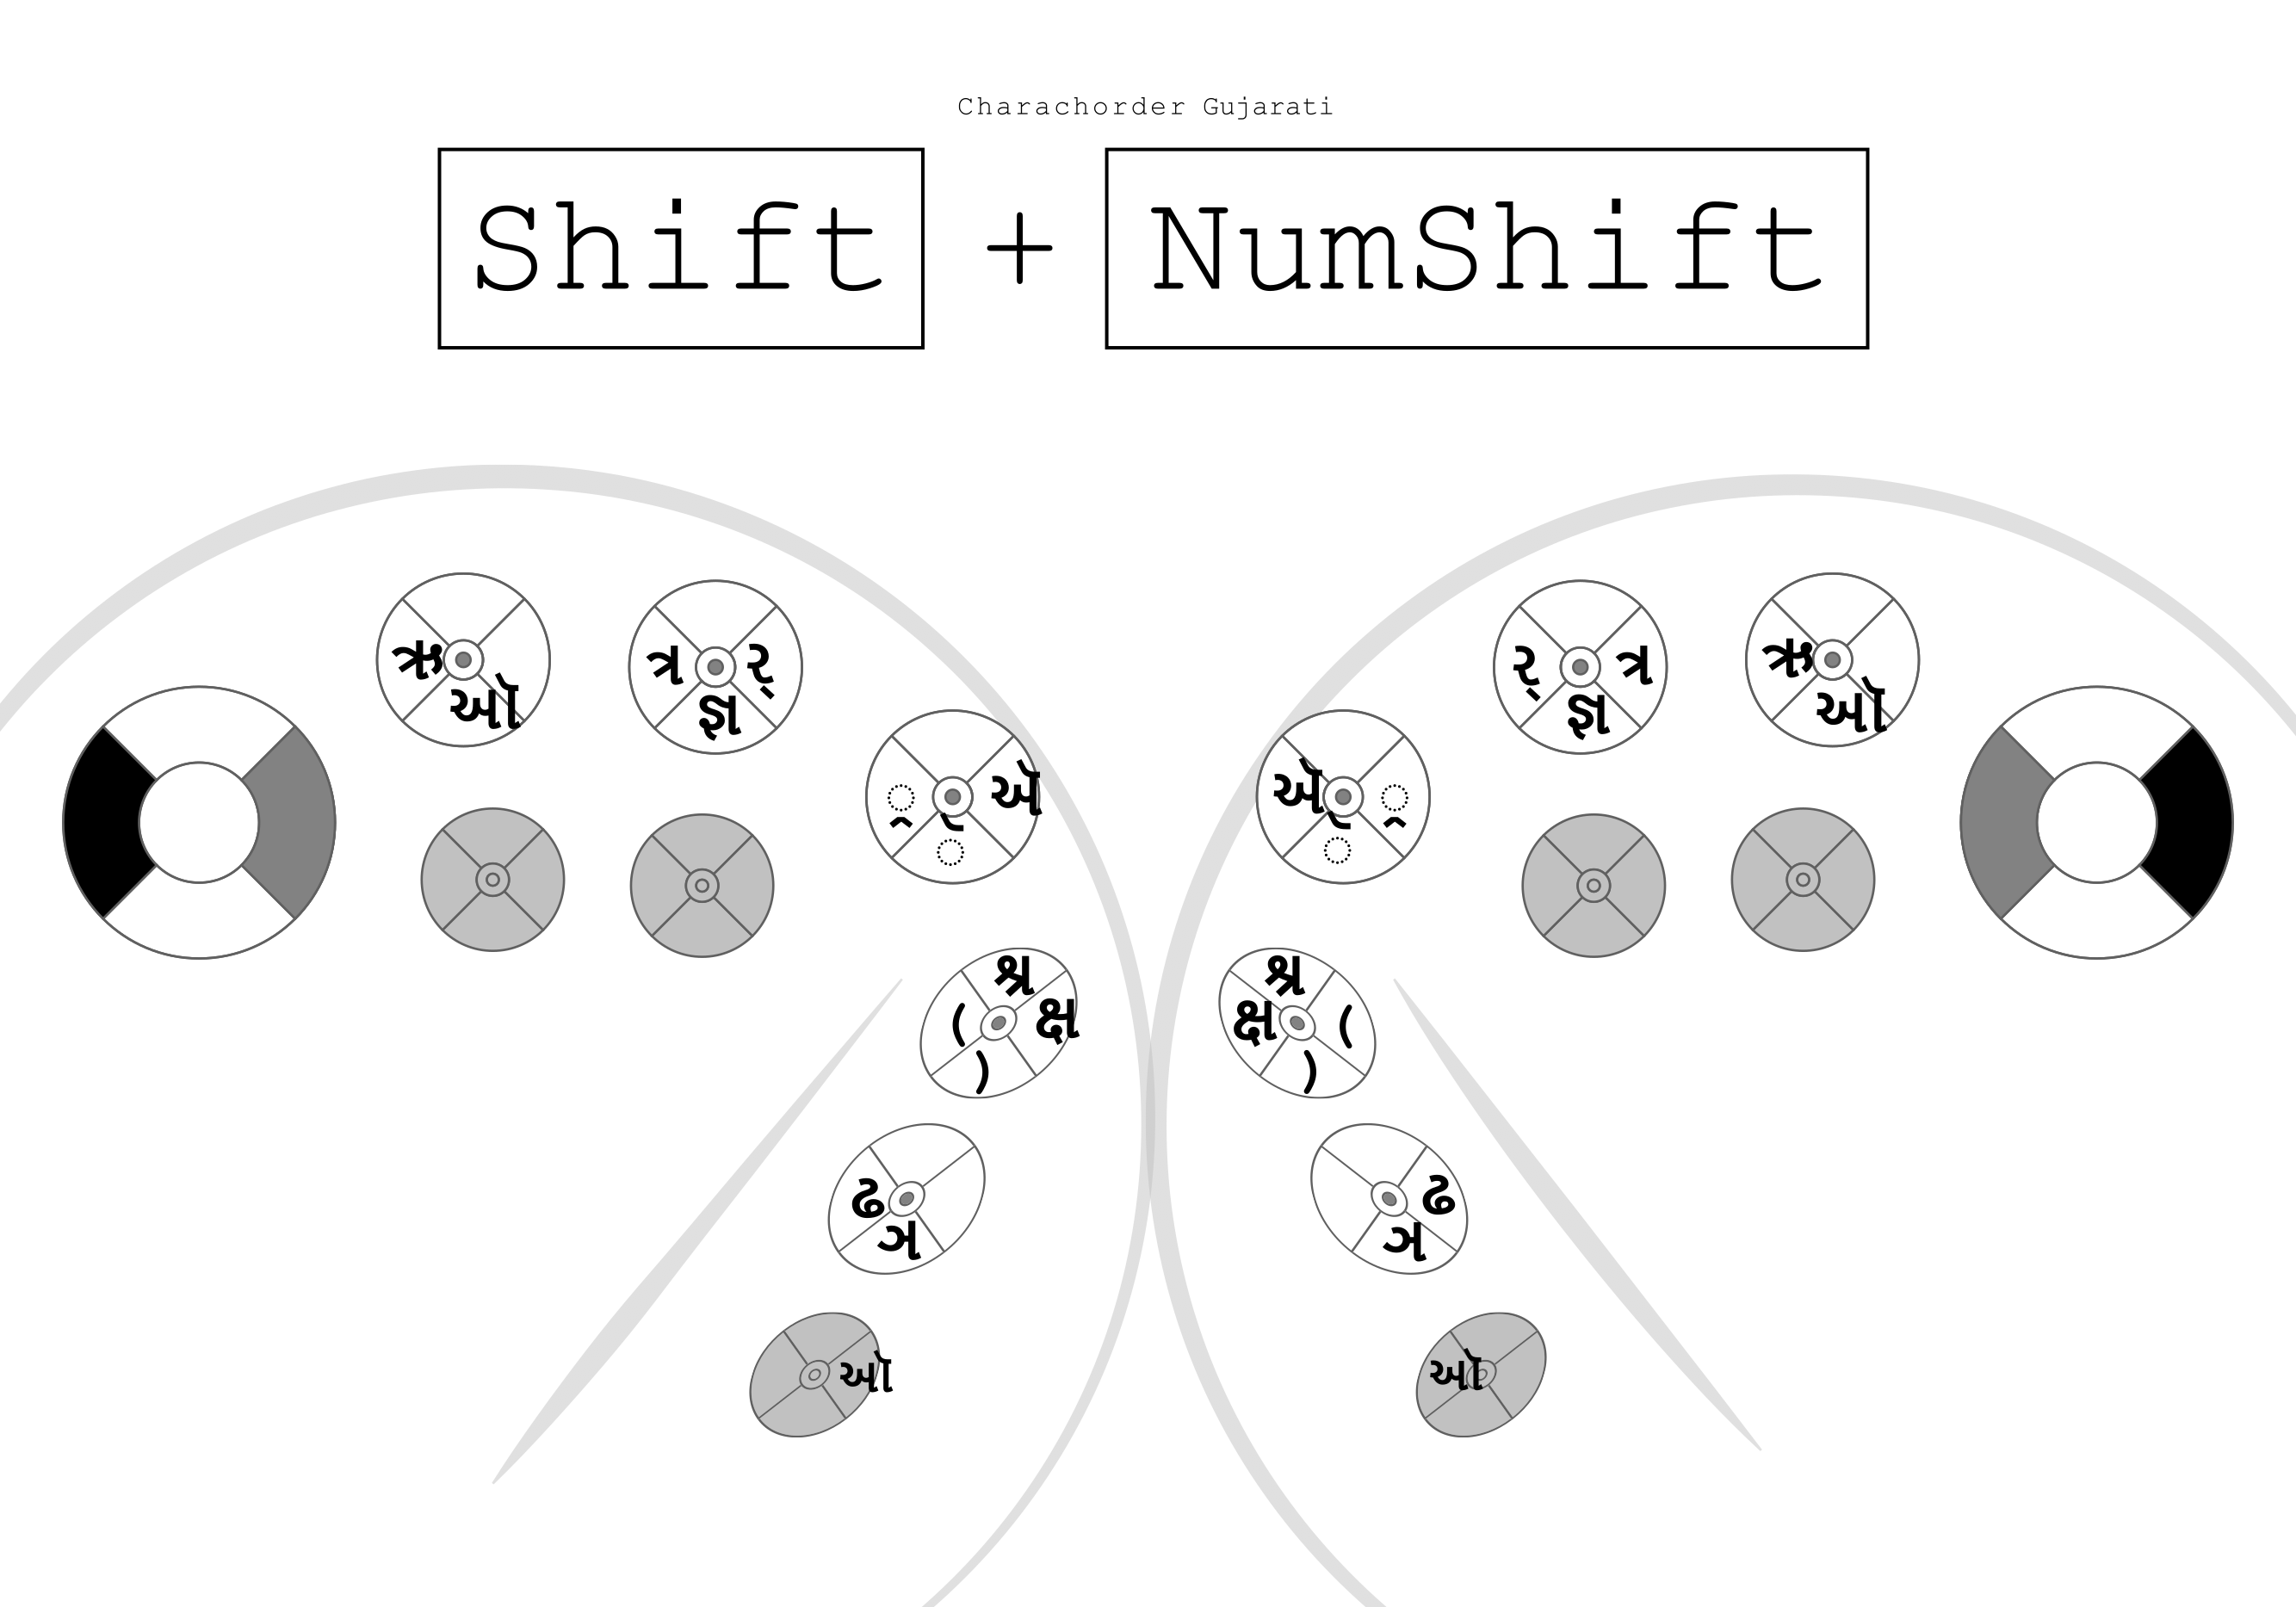 Charachorder Gujarati
Shift + NumShift
ઋ ત્ર ર્ ર્ ત્ર ઋ
ઓ જ્ઞ જ્ઞ ઓ
◌્ર એ એ ◌્ર
◌ે ◌ે
શ્ર શ્ર
( ક્ષ ક્ષ (
) )
ઢ ઢ
ઞ ઞ
ઓ ઓ